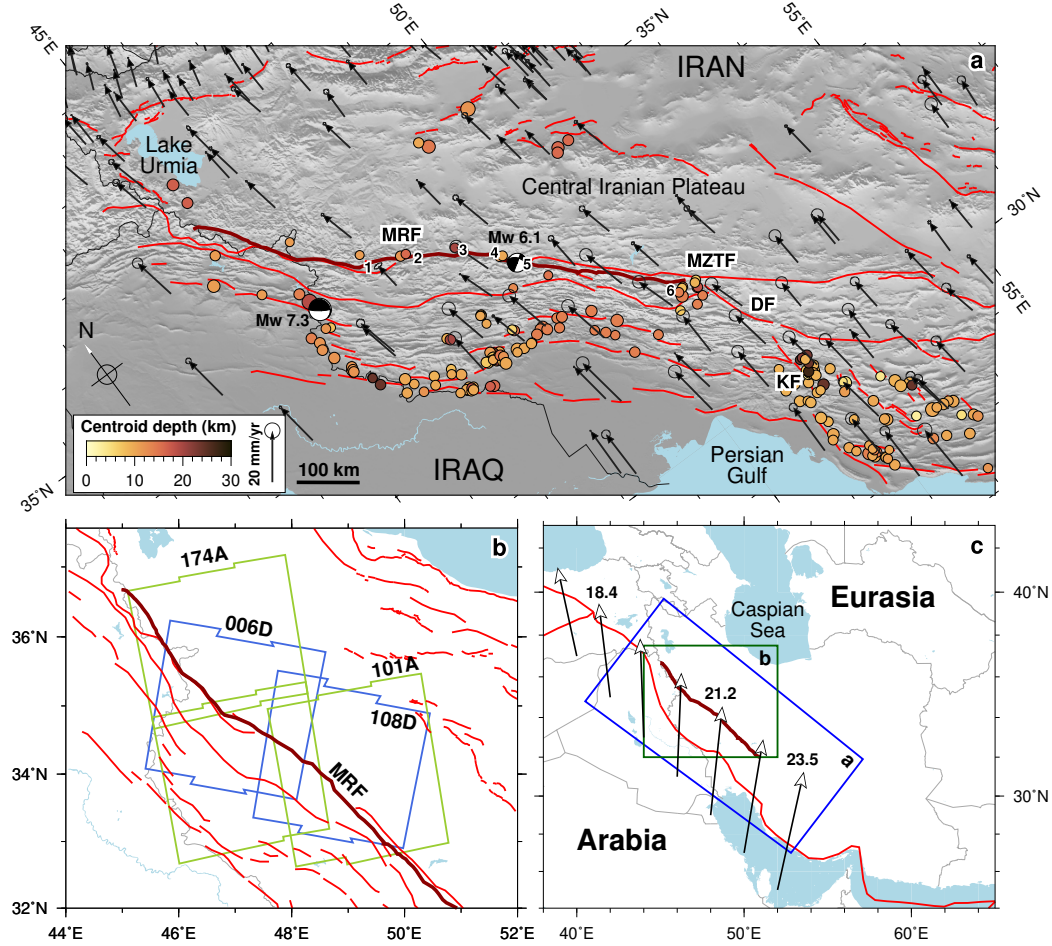 45°E
50°E
35°N
55°E
IRAN
a
Lake
Urmia
Central Iranian Plateau
30°N
MRF
Mw 6.1
1
2
3
4
5
MZTF
6
DF
55°E
Mw 7.3
N
KF
Centroid depth (km)
0 10 20 30
20 mm/yr
100 km
IRAQ
Persian
Gulf
35°N
b
174A
36°N
006D
101A
108D
34°N
MRF
32°N
44°E 46°E 48°E 50°E 52°E
c
18.4
40°N
Eurasia
Caspian
Sea
b
21.2
23.5
a
30°N
Arabia
40°E 50°E 60°E